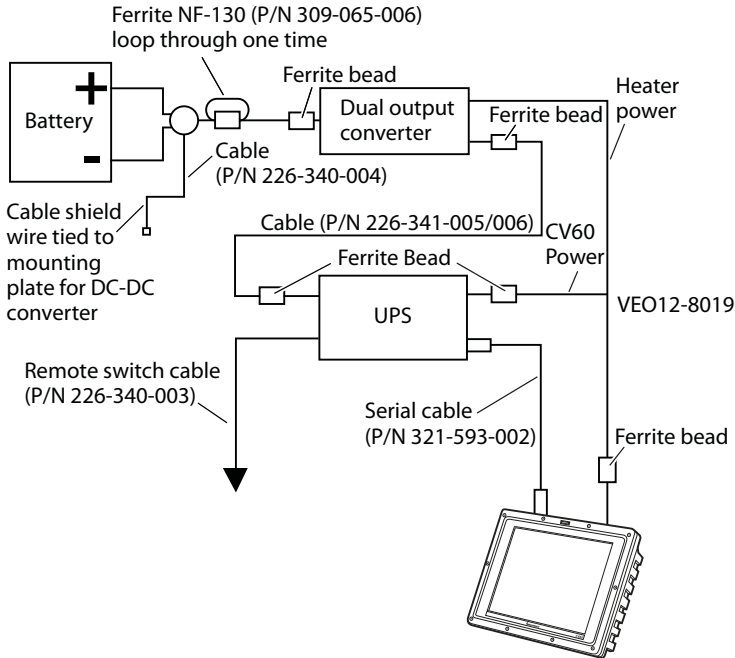 Ferrite NF-130 (P/N 309-065-006)
loop through one time
Ferrite bead
Heater
power
Battery
+
-
Dual output
converter
Ferrite bead
Cable
(P/N 226-340-004)
Cable shield
wire tied to
mounting
plate for DC-DC
converter
Cable (P/N 226-341-005/006)
CV60
Power
Ferrite Bead
UPS
VEO12-8019
Remote switch cable
(P/N 226-340-003)
Serial cable
(P/N 321-593-002)
Ferrite bead